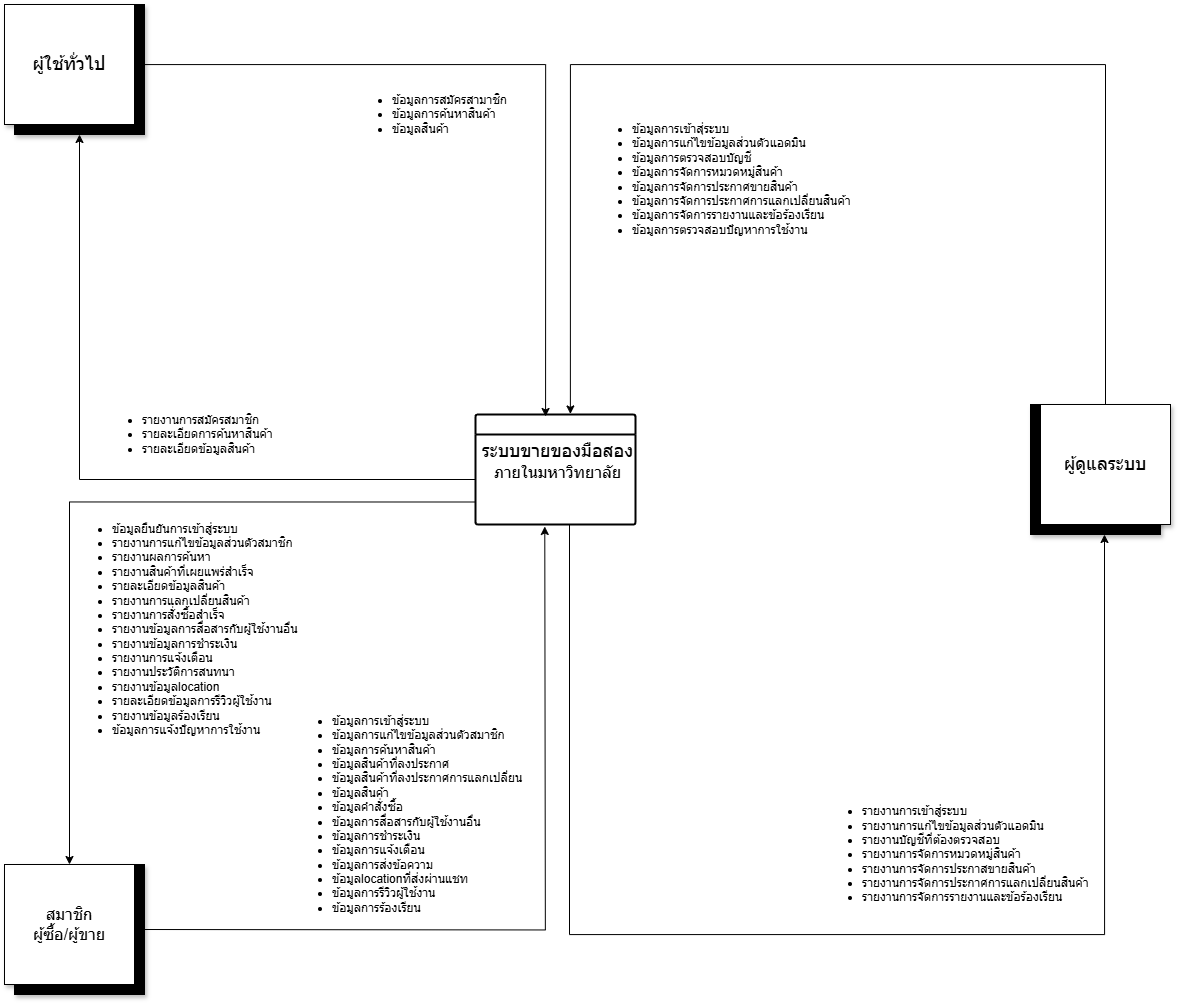 ผู้ใช้ทั่วไป
ข้อมูลการสมัครสามาชิก
ข้อมูลการค้นหาสินค้า
ข้อมูลสินค้า
ข้อมูลการเข้าสู่ระบบ
ข้อมูลการแก้ไขข้อมูลส่วนตัวแอดมิน
ข้อมูลการตรวจสอบบัญชี
ข้อมูลการจัดการหมวดหมู่สินค้า
ข้อมูลการจัดการประกาศขายสินค้า
ข้อมูลการจัดการประกาศการแลกเปลี่ยนสินค้า
ข้อมูลการจัดการรายงานและข้อร้องเรียน
ข้อมูลการตรวจสอบปัญหาการใช้งาน
รายงานการสมัครสมาชิก
รายละเอียดการค้นหาสินค้า
รายละเอียดข้อมูลสินค้า
ระบบขายของมือสอง
ภายในมหาวิทยาลัย
ผู้ดูแลระบบ
ข้อมูลยืนยันการเข้าสู่ระบบ
รายงานการแก้ไขข้อมูลส่วนตัวสมาชิก
รายงานผลการค้นหา
รายงานสินค้าที่เผยแพร่สำเร็จ
รายละเอียดข้อมูลสินค้า
รายงานการแลกเปลี่ยนสินค้า
รายงานการสั่งซื้อสำเร็จ
รายงานข้อมูลการสื่อสารกับผู้ใช้งานอื่น
รายงานข้อมูลการชำระเงิน
รายงานการแจ้งเตือน
รายงานประวัติการสนทนา
รายงานข้อมูลlocation
รายละเอียดข้อมูลการรีวิวผู้ใช้งาน
รายงานข้อมูลร้องเรียน
ข้อมูลการแจ้งปัญหาการใช้งาน
ข้อมูลการเข้าสู่ระบบ
ข้อมูลการแก้ไขข้อมูลส่วนตัวสมาชิก
ข้อมูลการค้นหาสินค้า
ข้อมูลสินค้าที่ลงประกาศ
ข้อมูลสินค้าที่ลงประกาศการแลกเปลี่ยน
ข้อมูลสินค้า
ข้อมูลคำสั่งซื้อ
ข้อมูลการสื่อสารกับผู้ใช้งานอื่น
ข้อมูลการชำระเงิน
ข้อมูลการแจ้งเตือน
ข้อมูลการส่งข้อความ
ข้อมูลlocationที่ส่งผ่านแชท
ข้อมูลการรีวิวผู้ใช้งาน
ข้อมูลการร้องเรียน
รายงานการเข้าสู่ระบบ
รายงานการแก้ไขข้อมูลส่วนตัวแอดมิน
รายงานบัญชีที่ต้องตรวจสอบ
รายงานการจัดการหมวดหมู่สินค้า
รายงานการจัดการประกาสขายสินค้า
รายงานการจัดการประกาศการแลกเปลี่ยนสินค้า
รายงานการจัดการรายงานและข้อร้องเรียน
สมาชิก
ผู้ซื้อ/ผู้ขาย